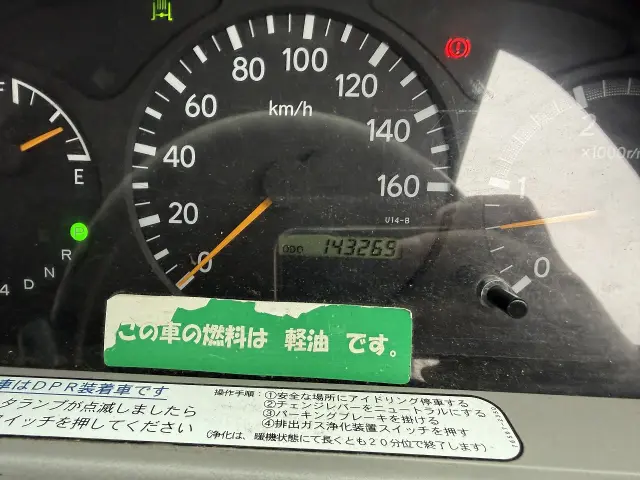 100
80
120
60
km/h
140
40
160
20
U14-B
0
F
E
2
×1000r/m
1
0
P
R
N
D
4
ODO 143265
この車の燃料は 軽油 です。
車はDPR装着車です
タランプが点滅しましたら
スイッチを押してください
操作手順:①安全な場所にアイドリング停車する
②チェンジレバーをニュートラルにする
③パーキングブレーキを掛ける
④排出ガス浄化装置スイッチを押す
(浄化は、暖機状態にて長くとも20分位で終了します)